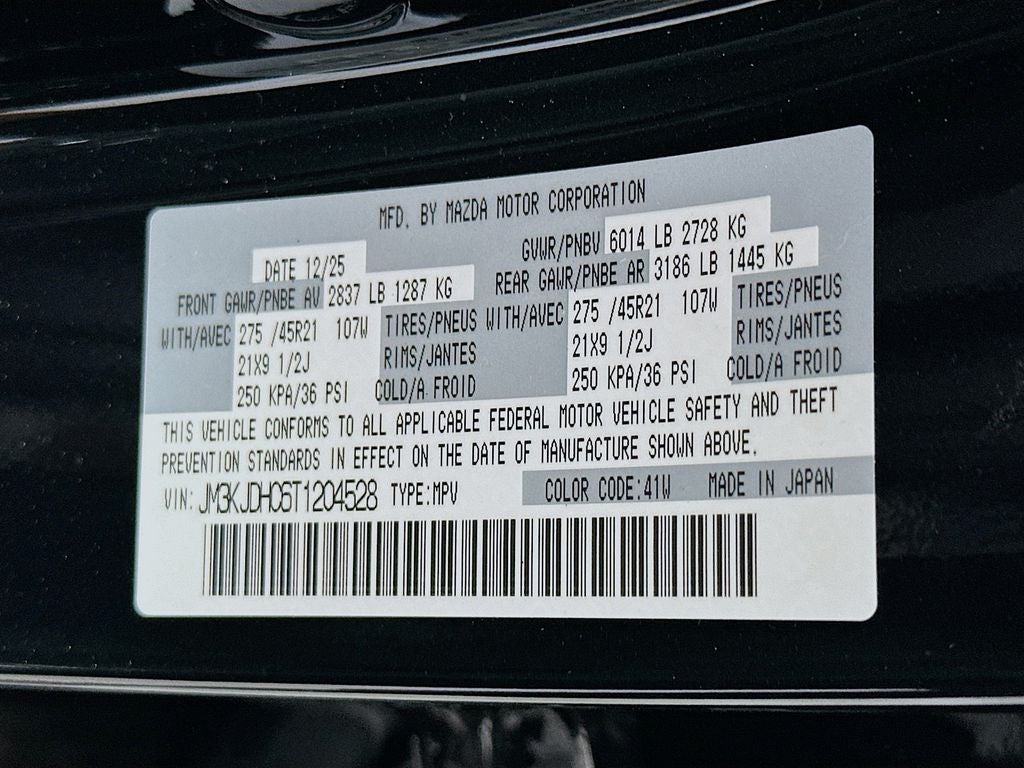 MFD. BY MAZDA MOTOR CORPORATION
DATE 12/25 GVWR/PNBV 6014 LB 2728 KG
FRONT GAWR/PNBE AV 2837 LB 1287 KG REAR GAWR/PNBE AR 3186 LB 1445 KG
WITH/AVEC 275 /45R21 107W TIRES/PNEUS WITH/AVEC 275 /45R21 107W TIRES/PNEUS
21X9 1/2J RIMS/JANTES 21X9 1/2J RIMS/JANTES
250 KPA/36 PSI COLD/A FROID 250 KPA/36 PSI COLD/A FROID
THIS VEHICLE CONFORMS TO ALL APPLICABLE FEDERAL MOTOR VEHICLE SAFETY AND THEFT
PREVENTION STANDARDS IN EFFECT ON THE DATE OF MANUFACTURE SHOWN ABOVE.
VIN: JM3KJDHC6T1204528 TYPE:MPV COLOR CODE:41W MADE IN JAPAN